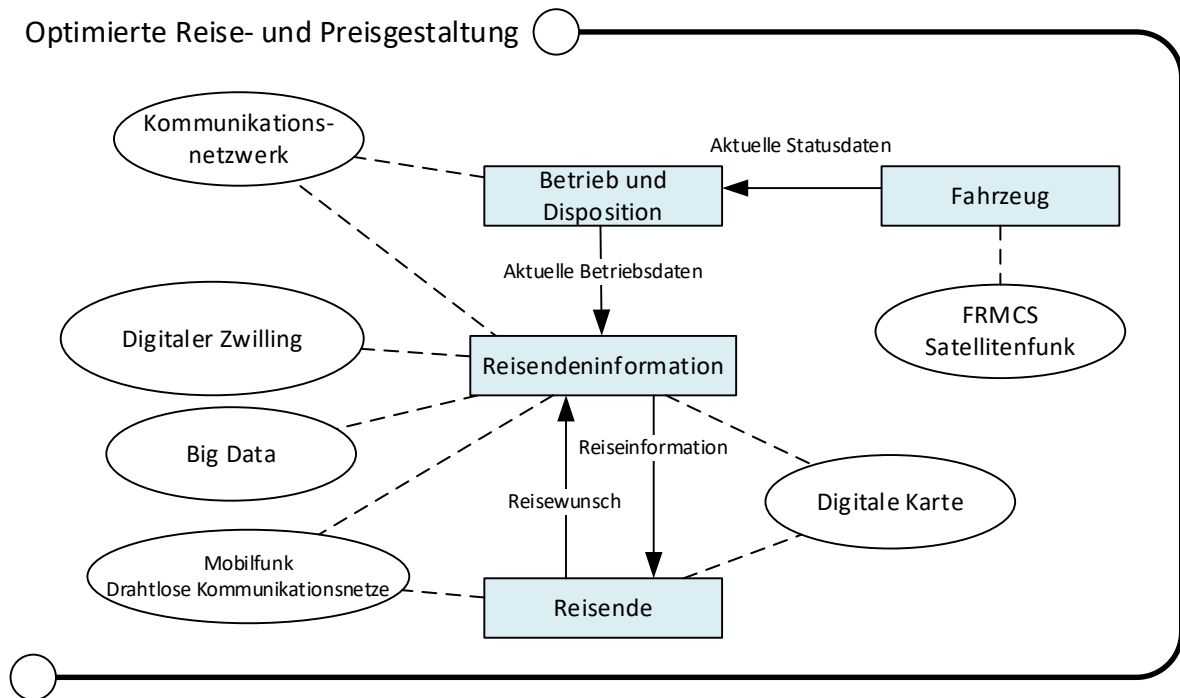 Optimierte Reise- und Preisgestaltung
Kommunikations-
netzwerk
Aktuelle Statusdaten
Betrieb und
Disposition
Fahrzeug
Aktuelle Betriebsdaten
FRMCS
Satellitenfunk
Digitaler Zwilling
Reisendeninformation
Big Data
Reiseinformation
Reisewunsch
Digitale Karte
Mobilfunk
Drahtlose Kommunikationsnetze
Reisende